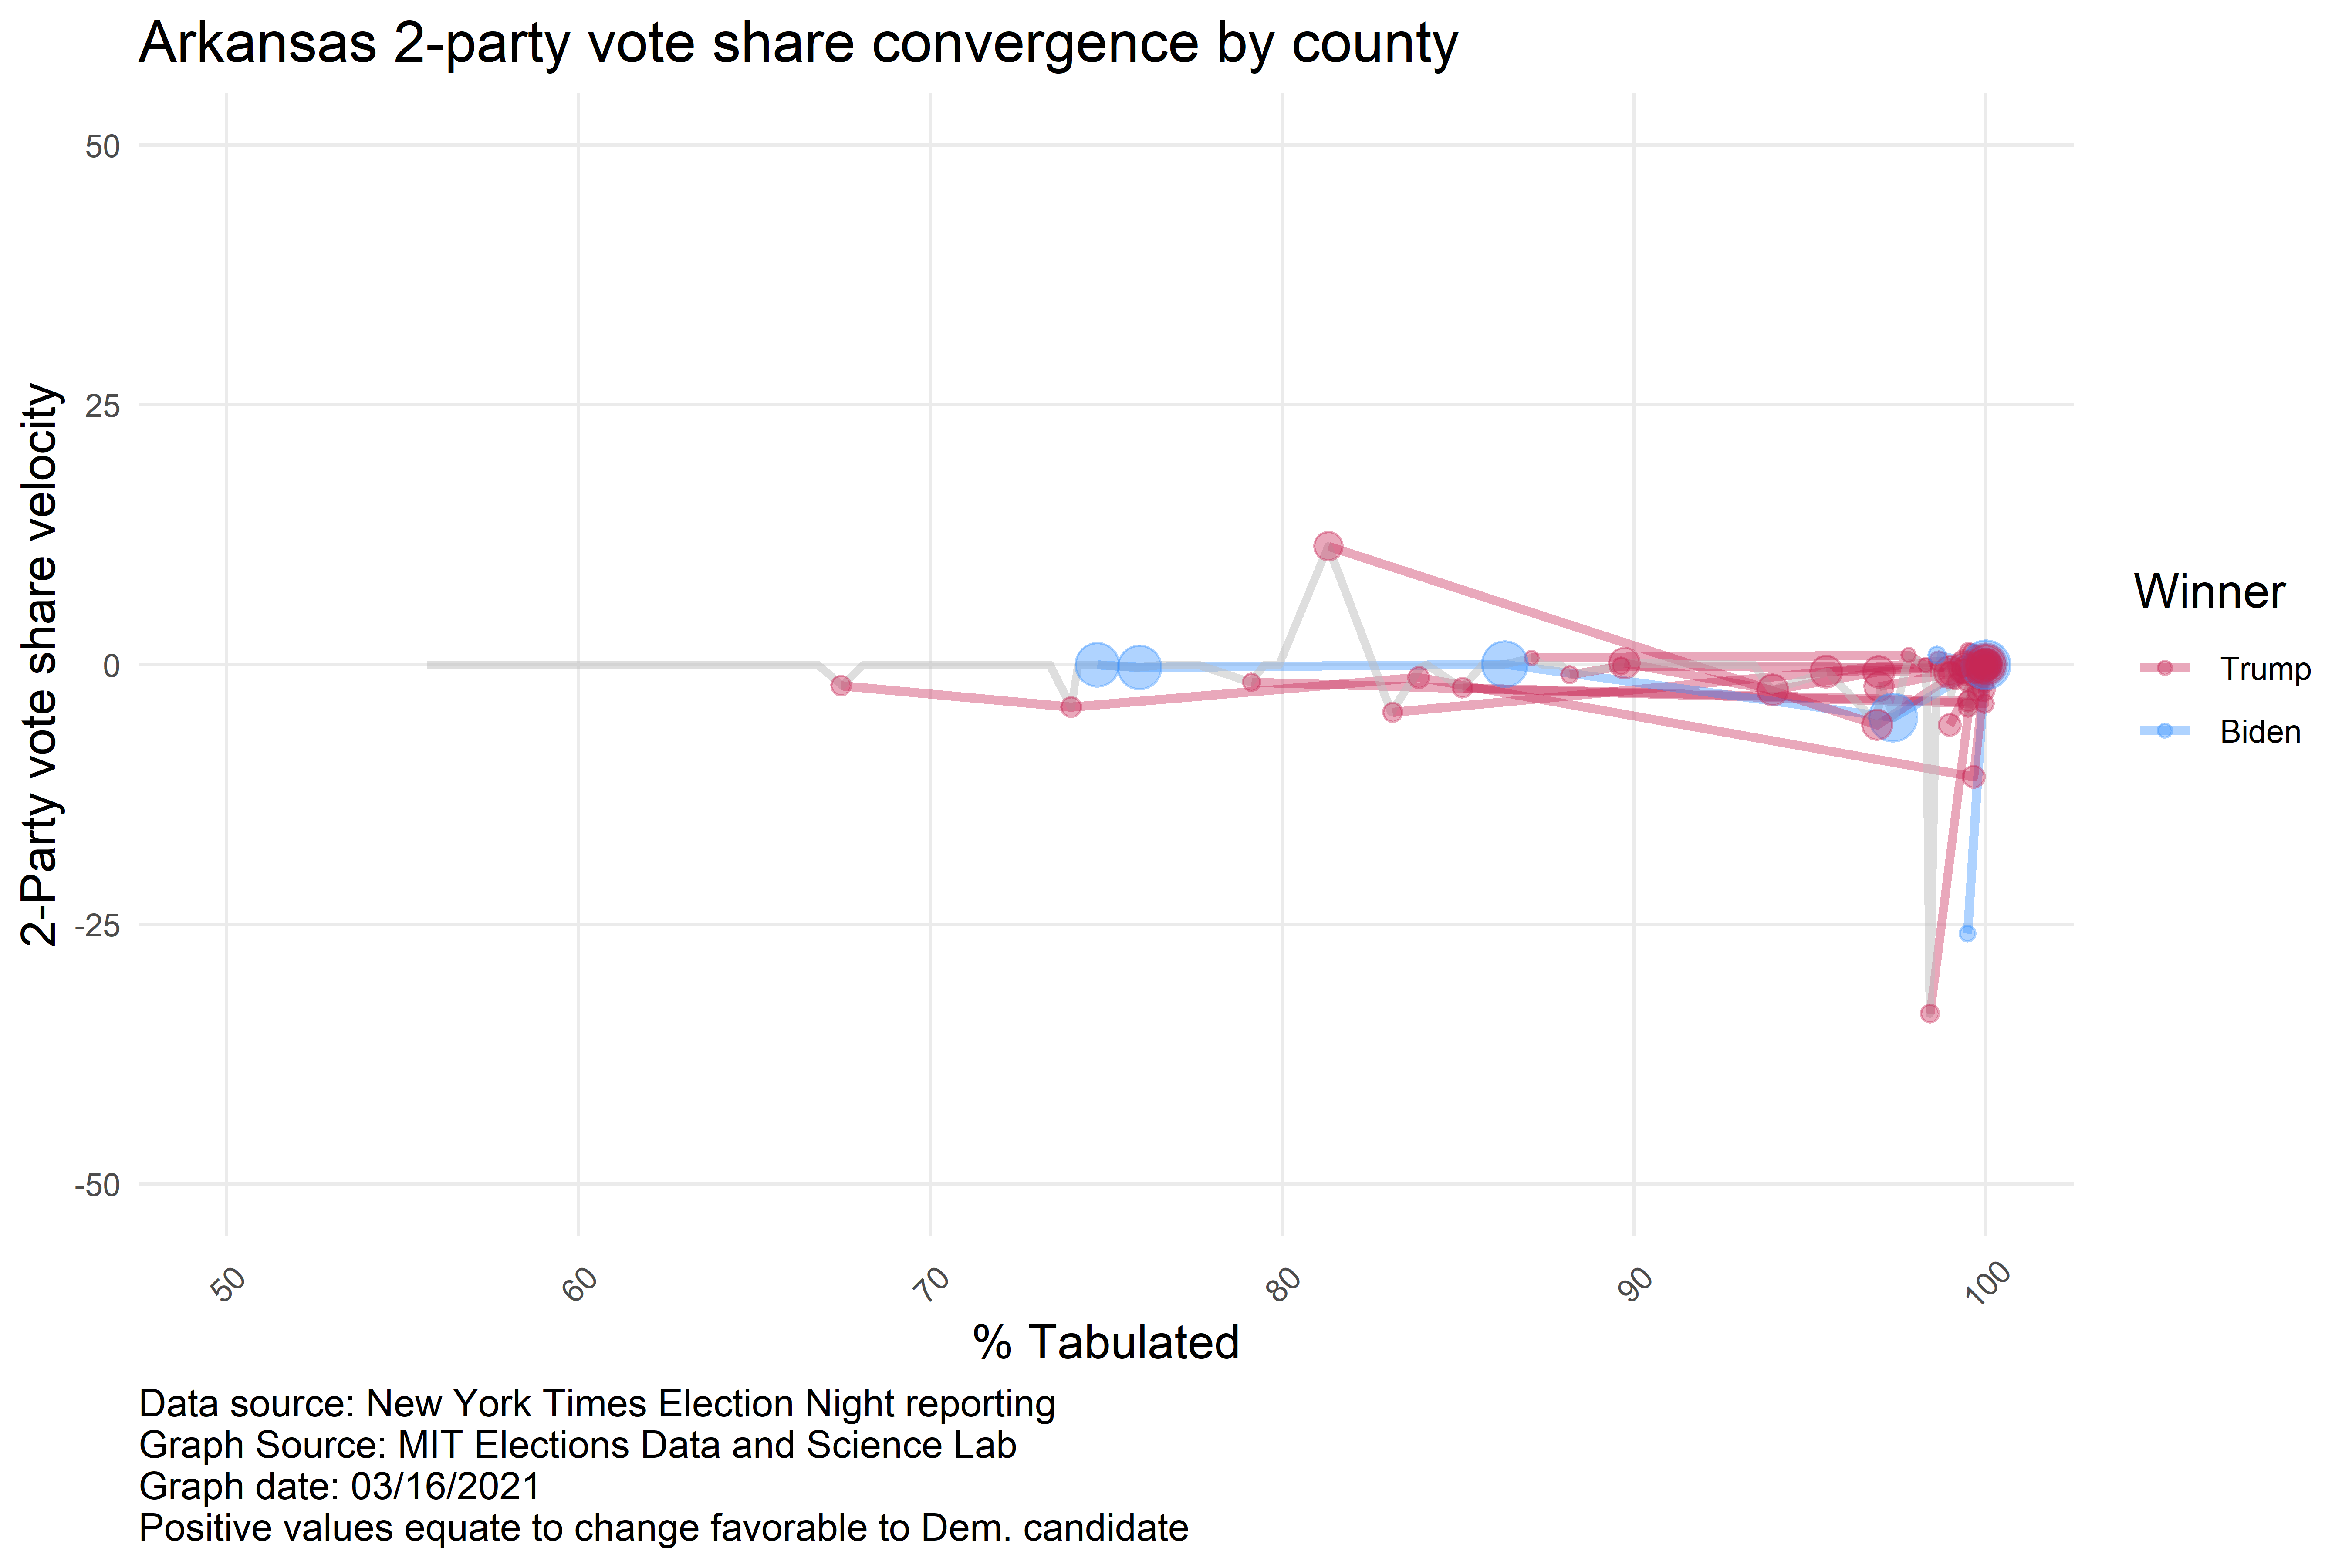 Arkansas 2-party vote share convergence by county
2-Party vote share velocity
50
25
0
-25
-50
50
60
70
80
90
100
% Tabulated
Winner
Trump
Biden
Data source: New York Times Election Night reporting
Graph Source: MIT Elections Data and Science Lab
Graph date: 03/16/2021
Positive values equate to change favorable to Dem. candidate